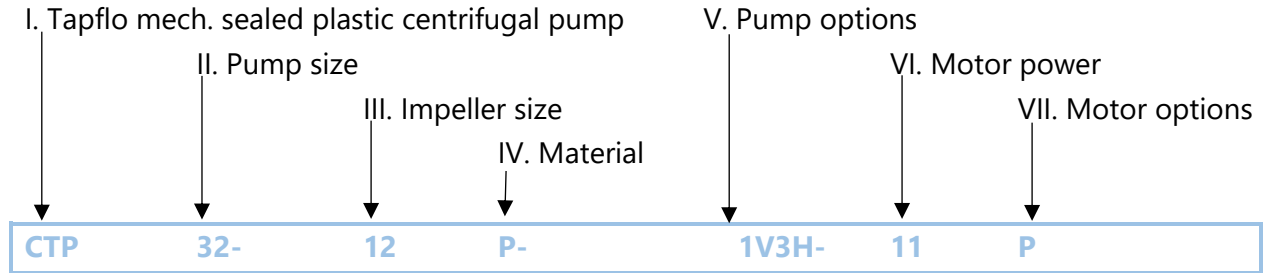 I. Tapflo mech. sealed plastic centrifugal pump V. Pump options
II. Pump size VI. Motor power
III. Impeller size VII. Motor options
IV. Material
CTP 32- 12 P- 1V3H- 11 P